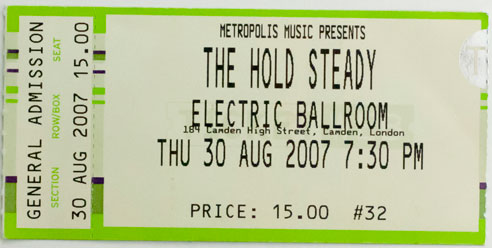 GENERAL ADMISSION
SECTION ROW/BOX SEAT
30 AUG 2007 15.00
METROPOLIS MUSIC PRESENTS
THE HOLD STEADY
ELECTRIC BALLROOM
184 Camden High Street, Camden, London
THU 30 AUG 2007 7:30 PM
PRICE: 15.00 #32